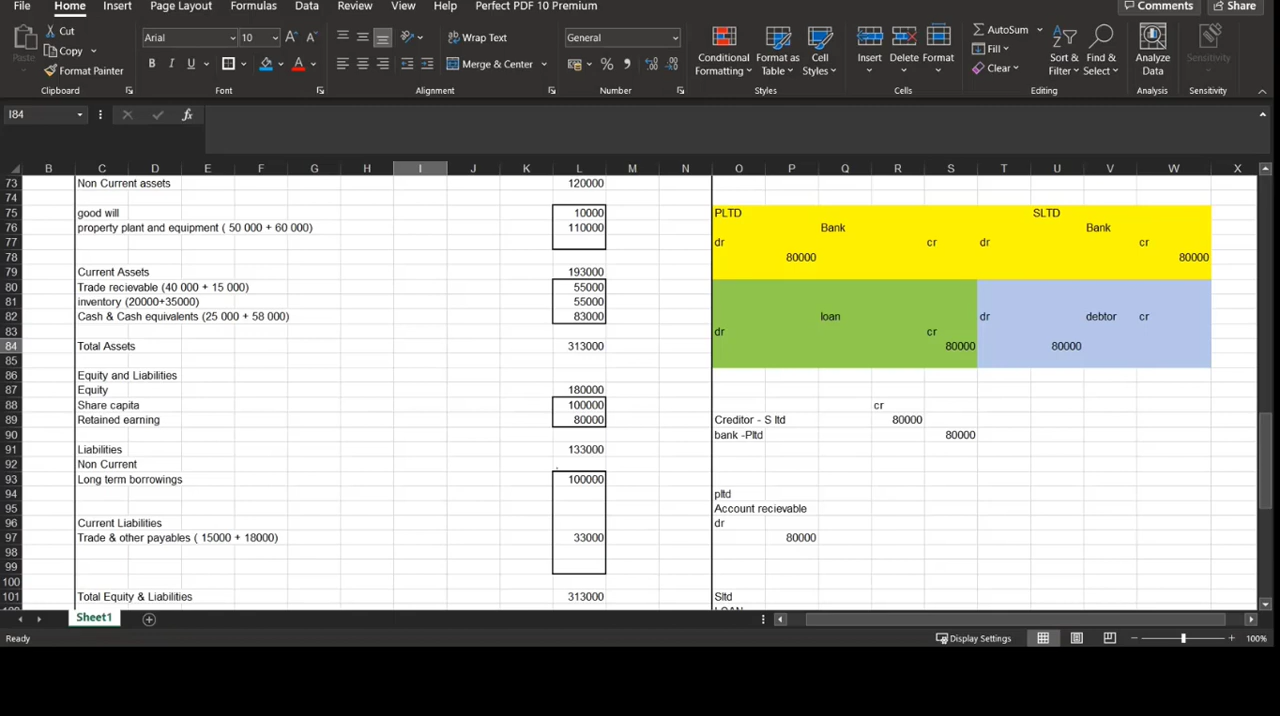 File Home Insert Page Layout Formulas Data Review View Help Perfect PDF 10 Premium Comments Share
Cut
Copy
Format Painter
Paste
Clipboard
Arial 10
B I U
Font
Wrap Text
Merge & Center
Alignment
General
%
Number
Conditional Formatting
Format as Table
Cell Styles
Styles
Insert Delete Format
Cells
AutoSum
Fill
Clear
Sort & Filter
Find & Select
Editing
Analyze Data
Analysis
Sensitivity
Sensitivity
I84 fx
B C D E F G H I J K L M N O P Q R S T U V W X
73 Non Current assets 120000
74
75 good will 10000 PLTD SLTD
76 property plant and equipment ( 50 000 + 60 000) 110000 Bank Bank
77 dr cr dr cr
78 80000 80000
79 Current Assets 193000
80 Trade recievable (40 000 + 15 000) 55000
81 inventory (20000+35000) 55000
82 Cash & Cash equivalents (25 000 + 58 000) 83000 loan dr debtor cr
83 dr cr
84 Total Assets 313000 80000 80000
85
86 Equity and Liabilities
87 Equity 180000
88 Share capita 100000 cr
89 Retained earning 80000 Creditor - S ltd 80000
90 bank -Pltd 80000
91 Liabilities 133000
92 Non Current
93 Long term borrowings 100000
94 pltd
95 Account recievable
96 Current Liabilities dr
97 Trade & other payables ( 15000 + 18000) 33000 80000
98
99
100
101 Total Equity & Liabilities 313000 Sltd
Sheet1
Ready Display Settings 100%